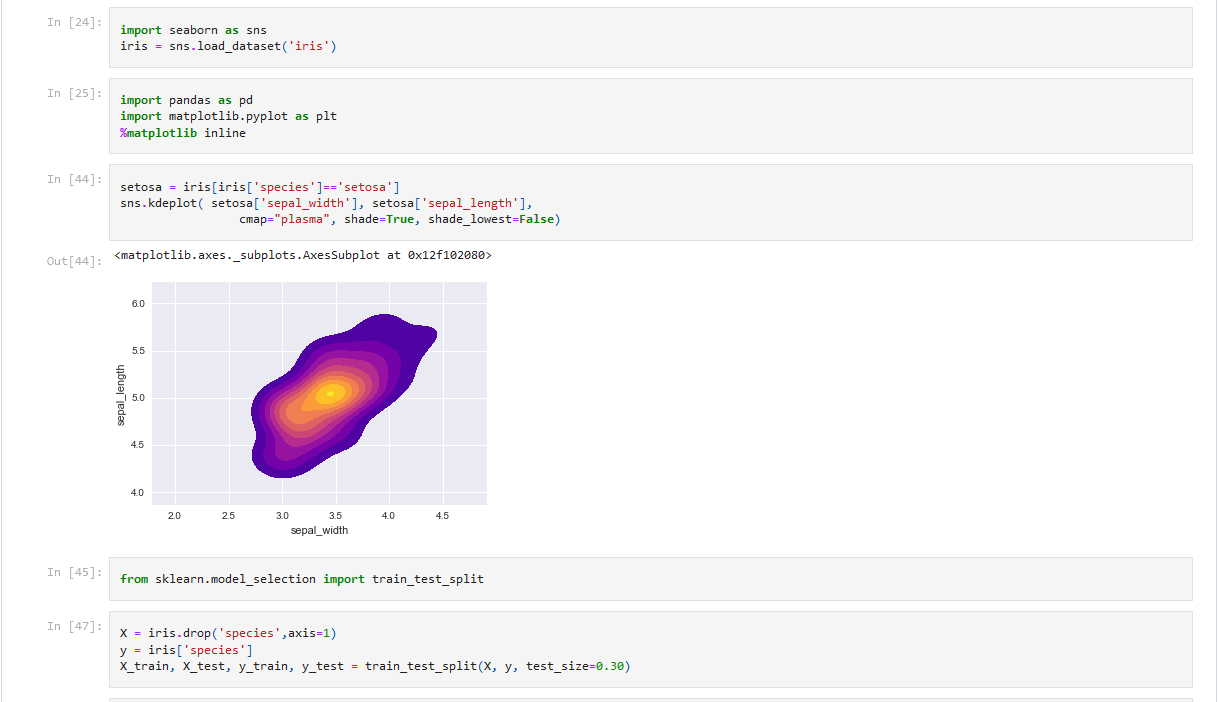 In [24]:
import seaborn as sns
iris = sns.load_dataset('iris')
In [25]:
import pandas as pd
import matplotlib.pyplot as plt
%matplotlib inline
In [44]:
setosa = iris[iris['species']=='setosa']
sns.kdeplot( setosa['sepal_width'], setosa['sepal_length'],
                 cmap="plasma", shade=True, shade_lowest=False)
Out[44]:
<matplotlib.axes._subplots.AxesSubplot at 0x12f102080>
6.0
5.5
5.0
4.5
4.0
sepal_length
2.0 2.5 3.0 3.5 4.0 4.5
sepal_width
In [45]:
from sklearn.model_selection import train_test_split
In [47]:
X = iris.drop('species',axis=1)
y = iris['species']
X_train, X_test, y_train, y_test = train_test_split(X, y, test_size=0.30)